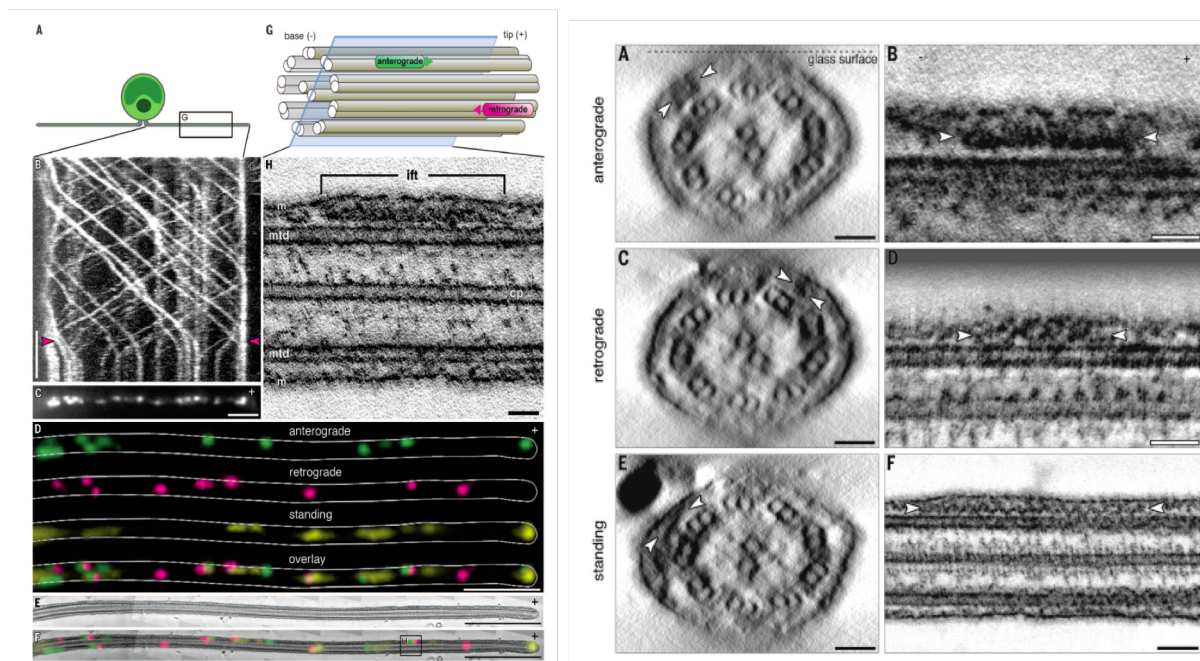 A
G
base (-)
tip (+)
anterograde
retrograde
G
B
C
+
H
ift
m
mtd
cp
mtd
m
D
anterograde
+
retrograde
standing
overlay
E
+
F
H
+
anterograde
A
glass surface
B
-
+
retrograde
C
D
standing
E
F